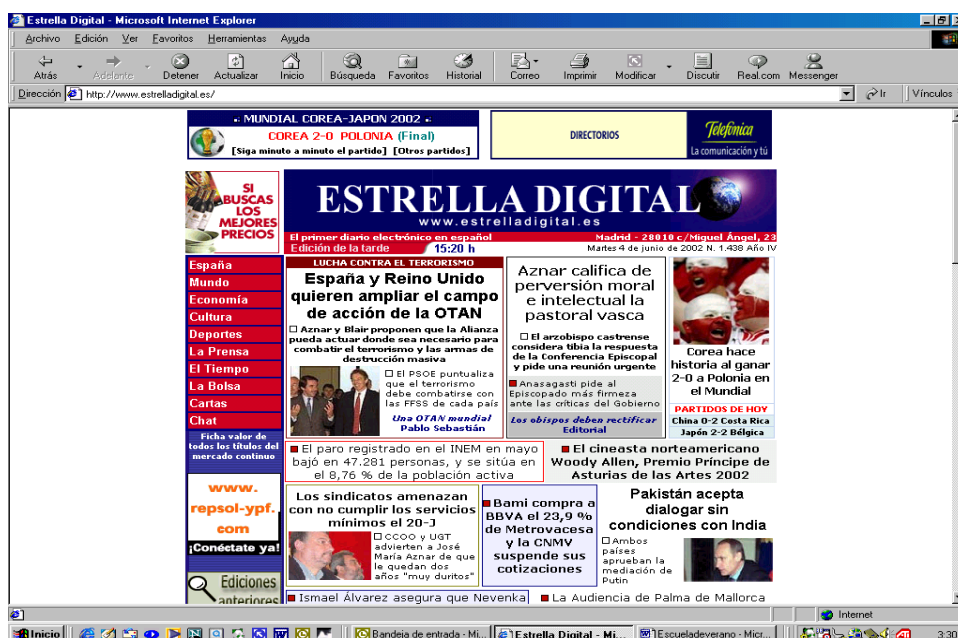 Estrella Digital - Microsoft Internet Explorer
Archivo Edición Ver Favoritos Herramientas Ayuda
Atrás Adelante Detener Actualizar Inicio Búsqueda Favoritos Historial Correo Imprimir Modificar Discutir Real.com Messenger
Dirección http://www.estrelladigital.es/ Ir Vínculos
MUNDIAL COREA-JAPON 2002
COREA 2-0 POLONIA (Final)
[Siga minuto a minuto el partido] [Otros partidos]
DIRECTORIOS
Telefónica
La comunicación y tú
SI
BUSCAS
LOS
MEJORES
PRECIOS
ESTRELLA DIGITAL
www.estrelladigital.es
El primer diario electrónico en español Madrid - 28010 c/Miguel Ángel, 23
Edición de la tarde 15:20 h Martes 4 de junio de 2002 N. 1.438 Año IV
España
Mundo
Economía
Cultura
Deportes
La Prensa
El Tiempo
La Bolsa
Cartas
Chat
Ficha valor de
todos los títulos del
mercado continuo
www.
repsol-ypf.
com
¡Conéctate ya!
Ediciones
anteriores
LUCHA CONTRA EL TERRORISMO
España y Reino Unido
quieren ampliar el campo
de acción de la OTAN
Aznar y Blair proponen que la Alianza
pueda actuar donde sea necesario para
combatir el terrorismo y las armas de
destrucción masiva
El PSOE puntualiza
que el terrorismo
debe combatirse con
las FFSS de cada país
Una OTAN mundial
Pablo Sebastián
Aznar califica de
perversión moral
e intelectual la
pastoral vasca
El arzobispo castrense
considera tibia la respuesta
de la Conferencia Episcopal
y pide una reunión urgente
Anasagasti pide al
Episcopado más firmeza
ante las críticas del Gobierno
Los obispos deben rectificar
Editorial
Corea hace
historia al ganar
2-0 a Polonia en
el Mundial
PARTIDOS DE HOY
China 0-2 Costa Rica
Japón 2-2 Bélgica
El paro registrado en el INEM en mayo
bajó en 47.281 personas, y se sitúa en
el 8,76 % de la población activa
El cineasta norteamericano
Woody Allen, Premio Príncipe de
Asturias de las Artes 2002
Los sindicatos amenazan
con no cumplir los servicios
mínimos el 20-J
CCOO y UGT
advierten a José
María Aznar de que
le quedan dos
años "muy duritos"
Bami compra a
BBVA el 23,9 %
de Metrovacesa
y la CNMV
suspende sus
cotizaciones
Pakistán acepta
dialogar sin
condiciones con India
Ambos
países
aprueban la
mediación de
Putin
Ismael Álvarez asegura que Nevenka
La Audiencia de Palma de Mallorca
Internet
Inicio Bandeja de entrada - Mi... Estrella Digital - Mi... Escueladeverano - Micr... 3:30